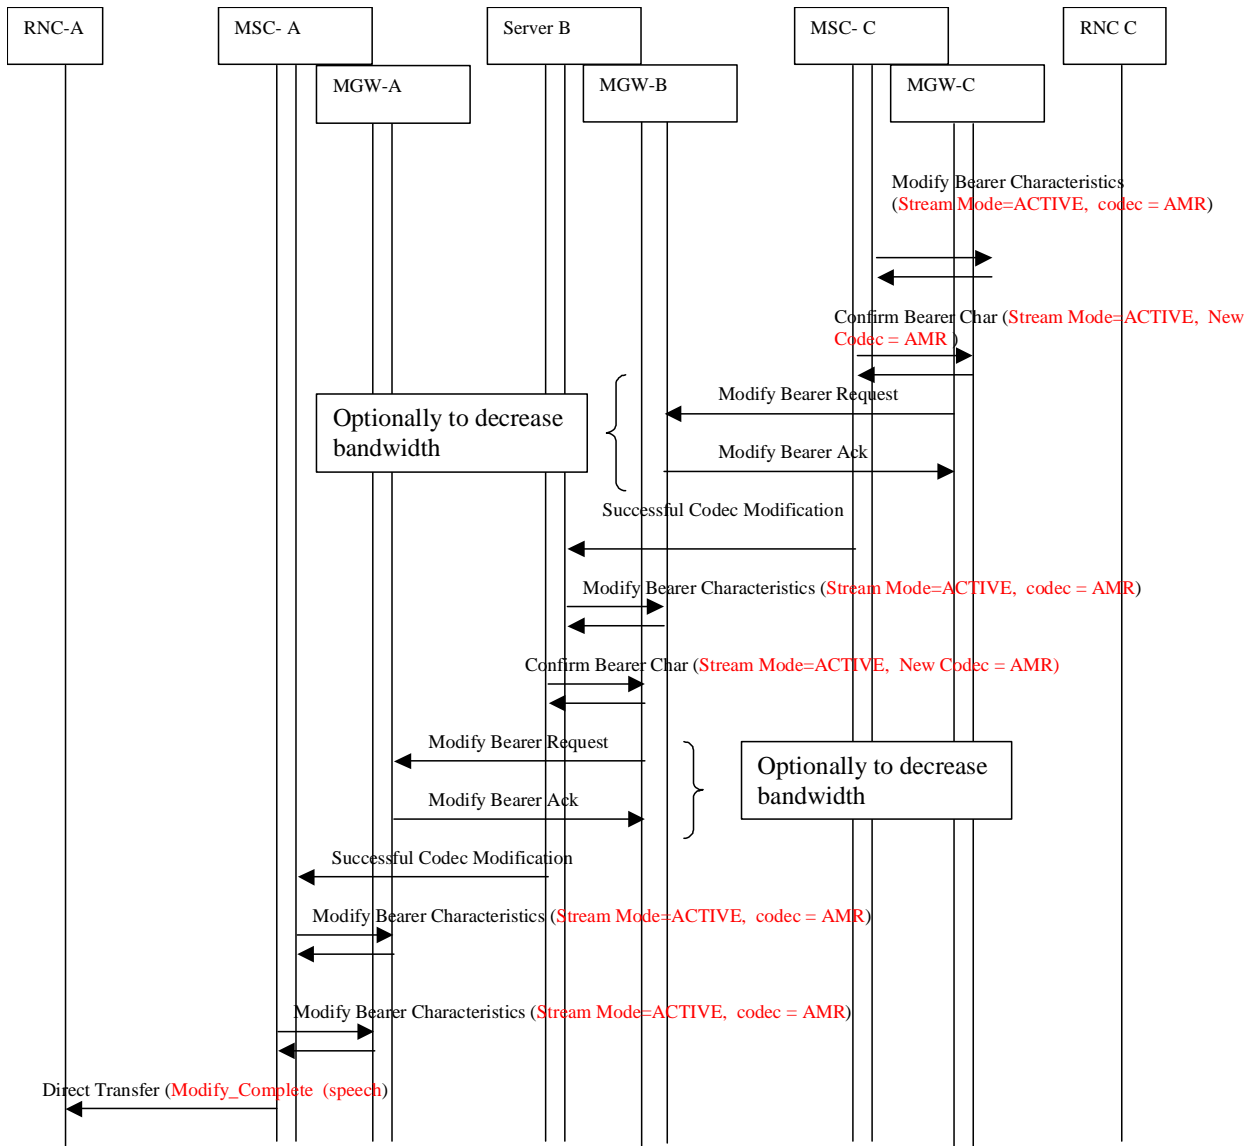 RNC-A
MSC- A
Server B
MSC- C
RNC C
MGW-A
MGW-B
MGW-C
Modify Bearer Characteristics
(Stream Mode=ACTIVE, codec = AMR)
Confirm Bearer Char (Stream Mode=ACTIVE, New
Codec = AMR )
Modify Bearer Request
Optionally to decrease
bandwidth
Modify Bearer Ack
Successful Codec Modification
Modify Bearer Characteristics (Stream Mode=ACTIVE, codec = AMR)
Confirm Bearer Char (Stream Mode=ACTIVE, New Codec = AMR)
Modify Bearer Request
Optionally to decrease
bandwidth
Modify Bearer Ack
Successful Codec Modification
Modify Bearer Characteristics (Stream Mode=ACTIVE, codec = AMR)
Modify Bearer Characteristics (Stream Mode=ACTIVE, codec = AMR)
Direct Transfer (Modify_Complete (speech)